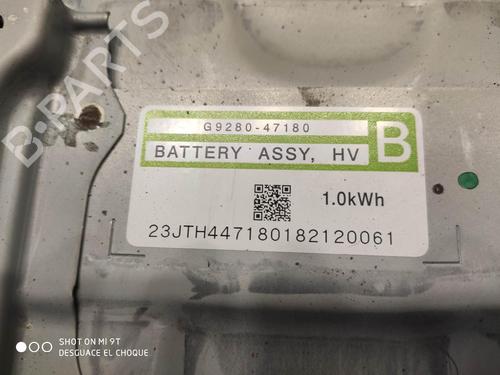 B-PARTS
G9280-47180
B
BATTERY ASSY, HV
1.0kWh
23JTH447180182120061
SHOT ON MI 9T
DESGUACE EL CHOQUE